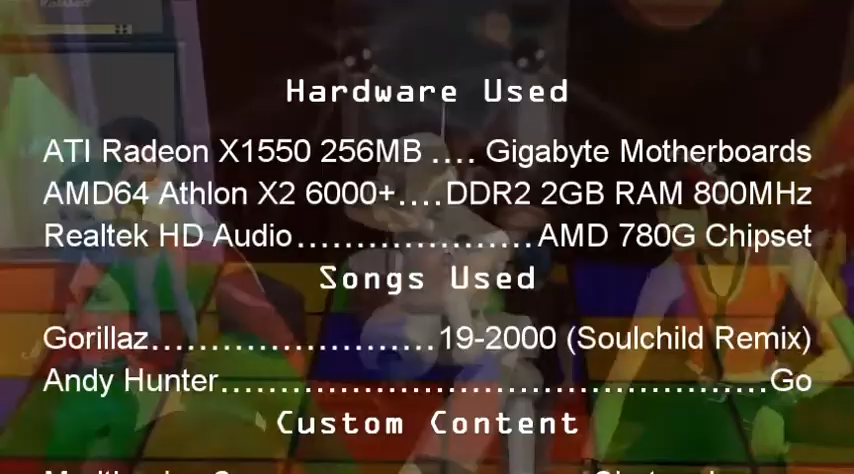 Hardware Used
ATI Radeon X1550 256MB .... Gigabyte Motherboards
AMD64 Athlon X2 6000+....DDR2 2GB RAM 800MHz
Realtek HD Audio......................AMD 780G Chipset
Songs Used
Gorillaz..........................19-2000 (Soulchild Remix)
Andy Hunter................................................Go
Custom Content